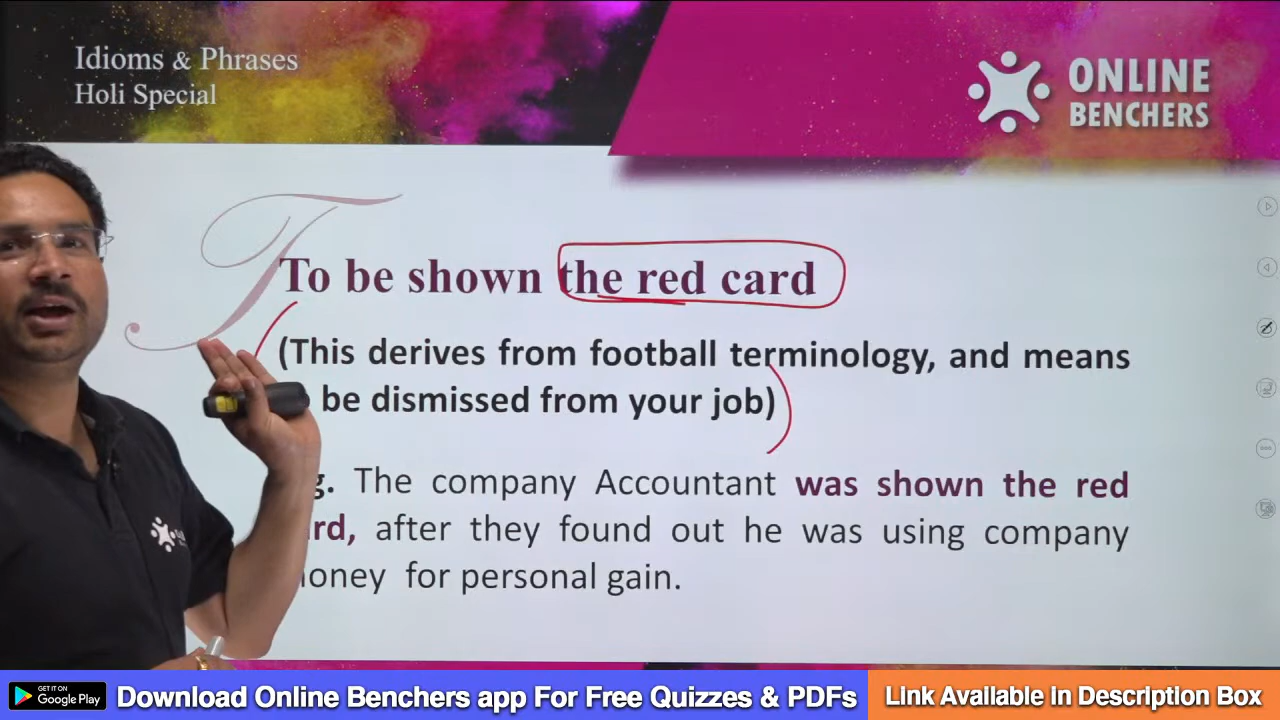 Idioms & Phrases
Holi Special
ONLINE
BENCHERS
To be shown the red card
(This derives from football terminology, and means
be dismissed from your job)
g. The company Accountant was shown the red
rd, after they found out he was using company
oney for personal gain.
GET IT ON
Google Play
Download Online Benchers app For Free Quizzes & PDFs
Link Available In Description Box